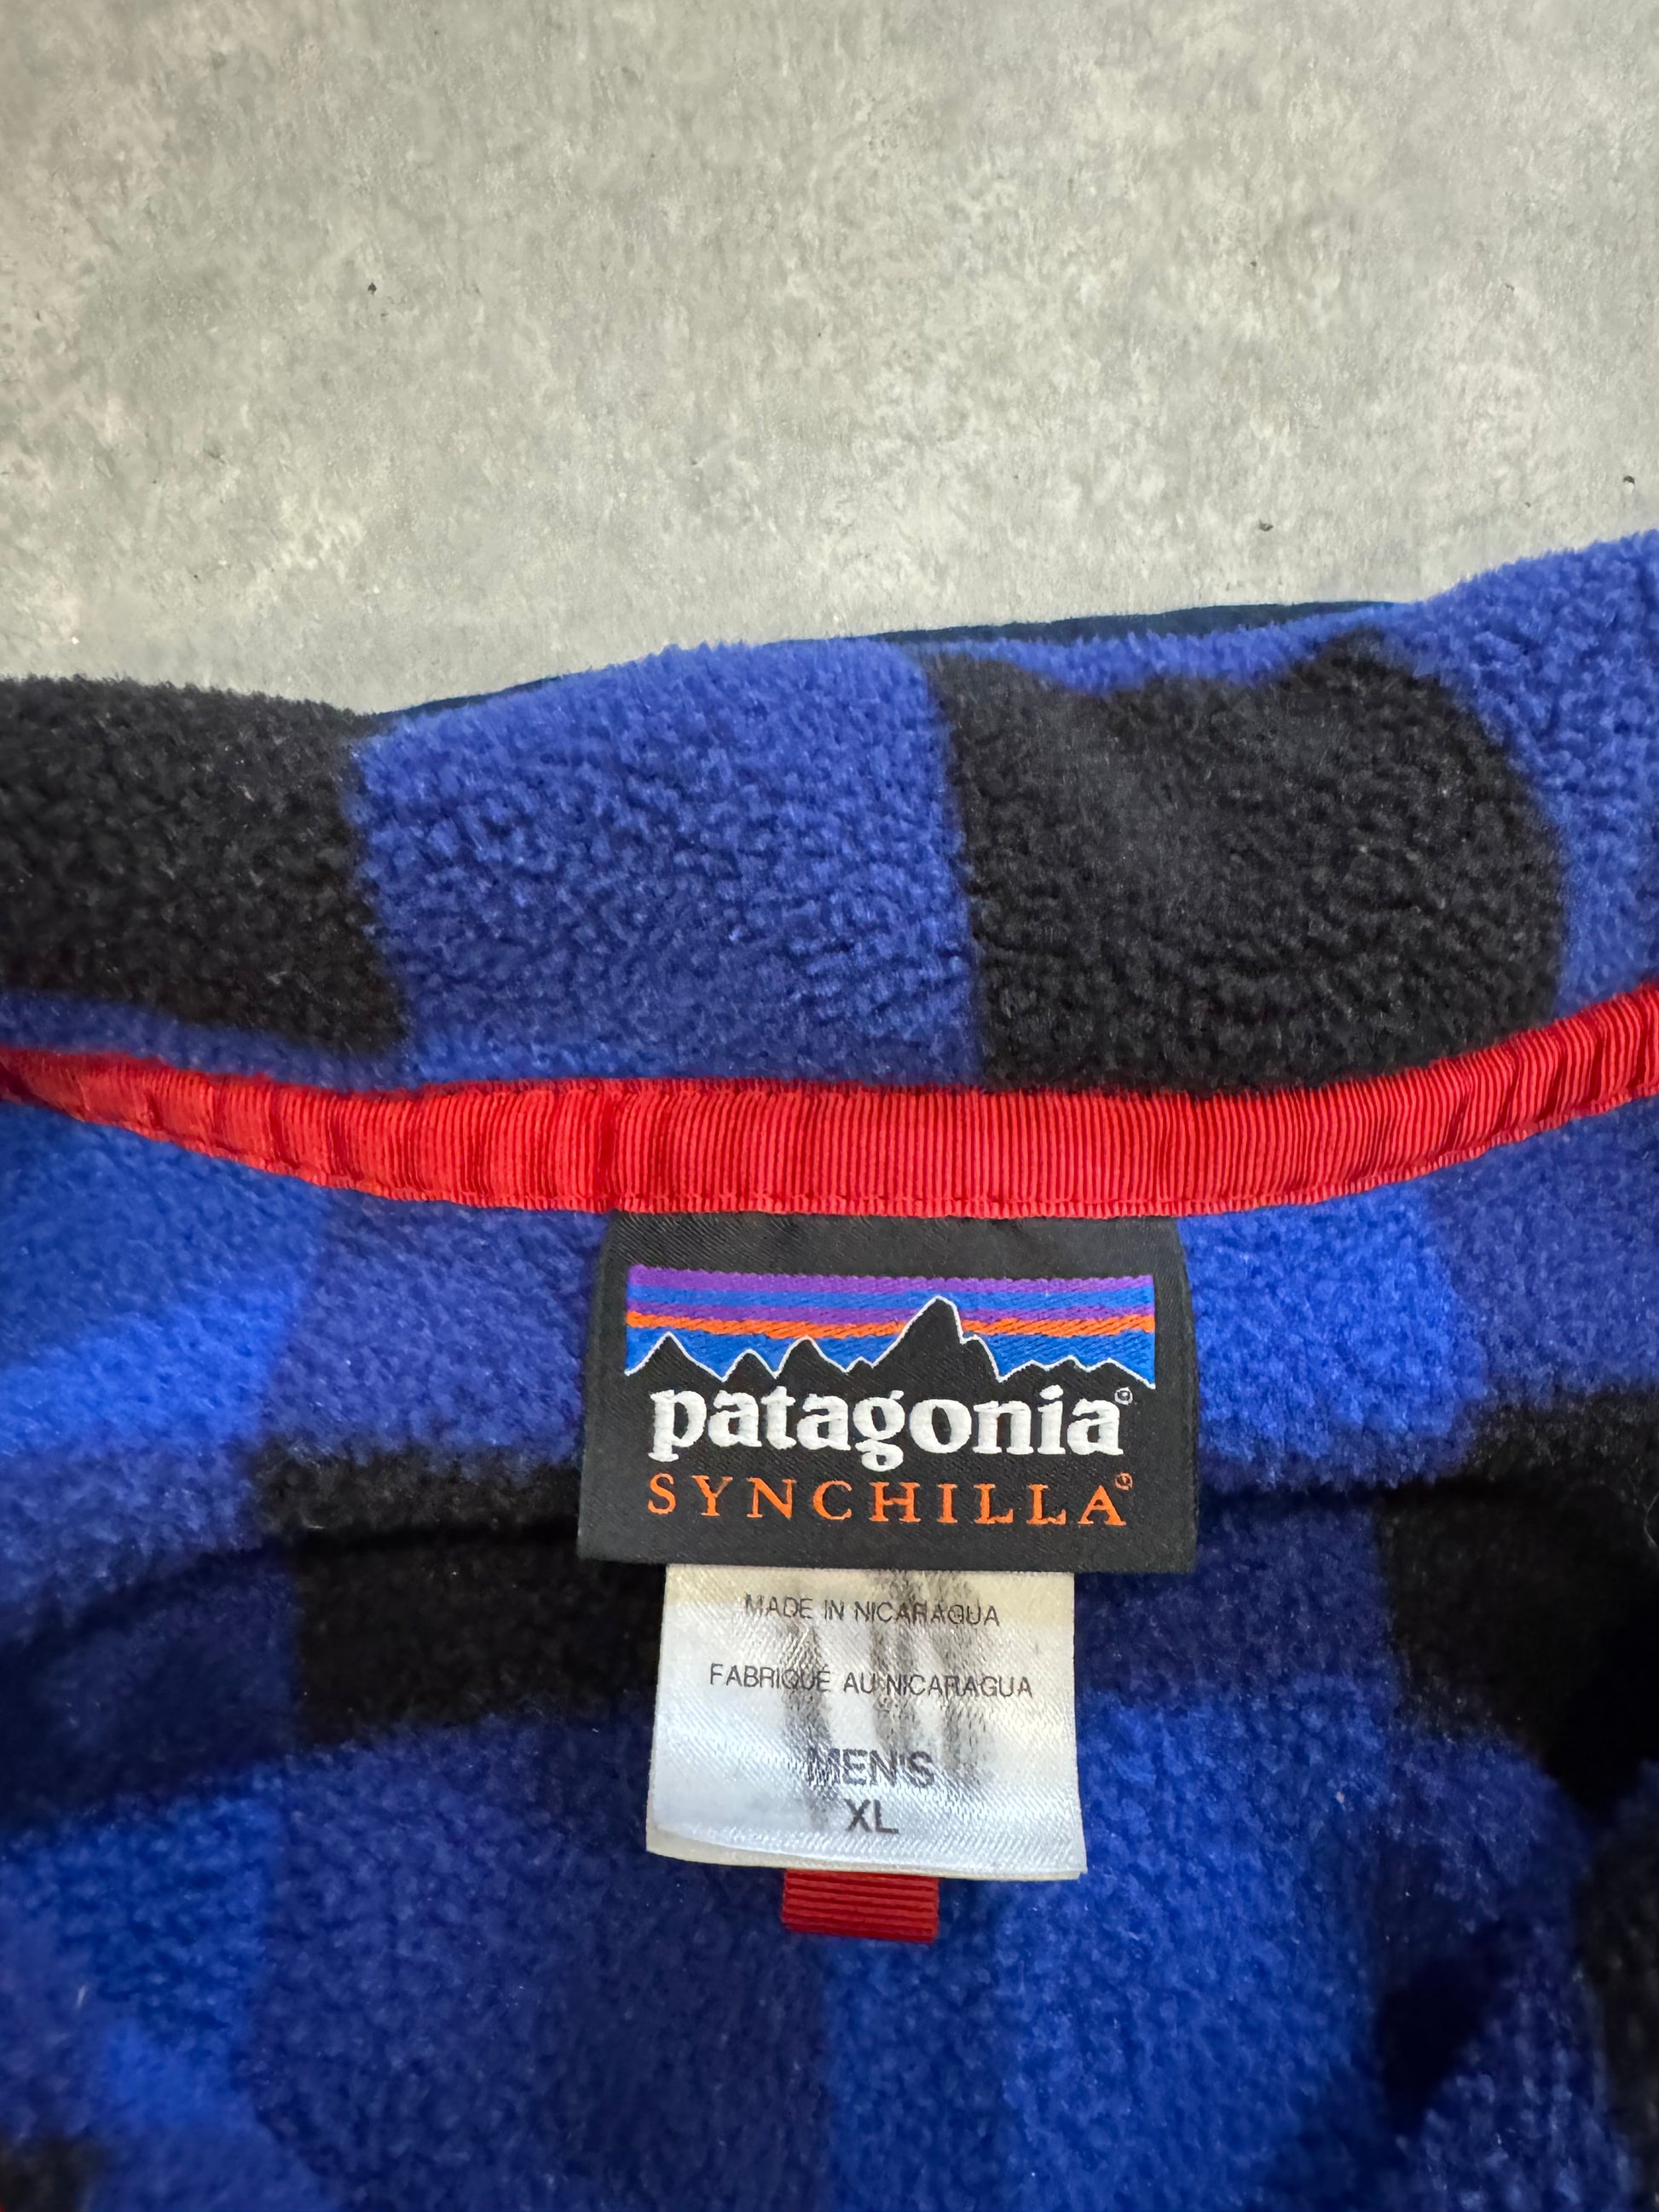 patagonia®
SYNCHILLA®
MADE IN NICARAGUA
FABRIQUÉ AU NICARAGUA
MEN'S
XL